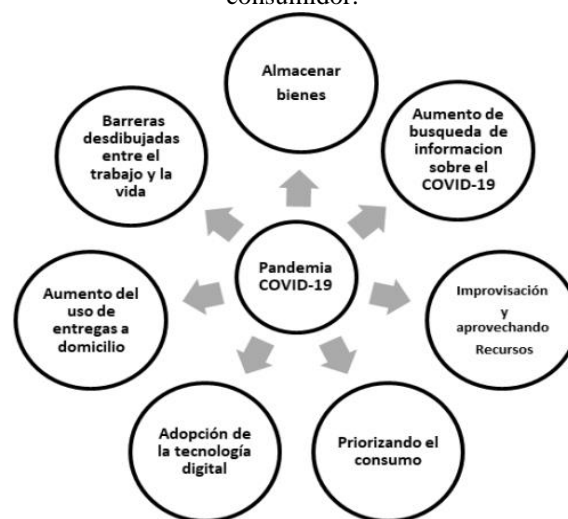 consumidor.
Almacenar
bienes
Aumento de
busqueda de
informacion
sobre el
COVID-19
Improvisación
y
aprovechando
Recursos
Priorizando el
consumo
Adopción de
la tecnología
digital
Aumento del
uso de
entregas a
domicilio
Barreras
desdibujadas
entre el
trabajo y la
vida
Pandemia
COVID-19